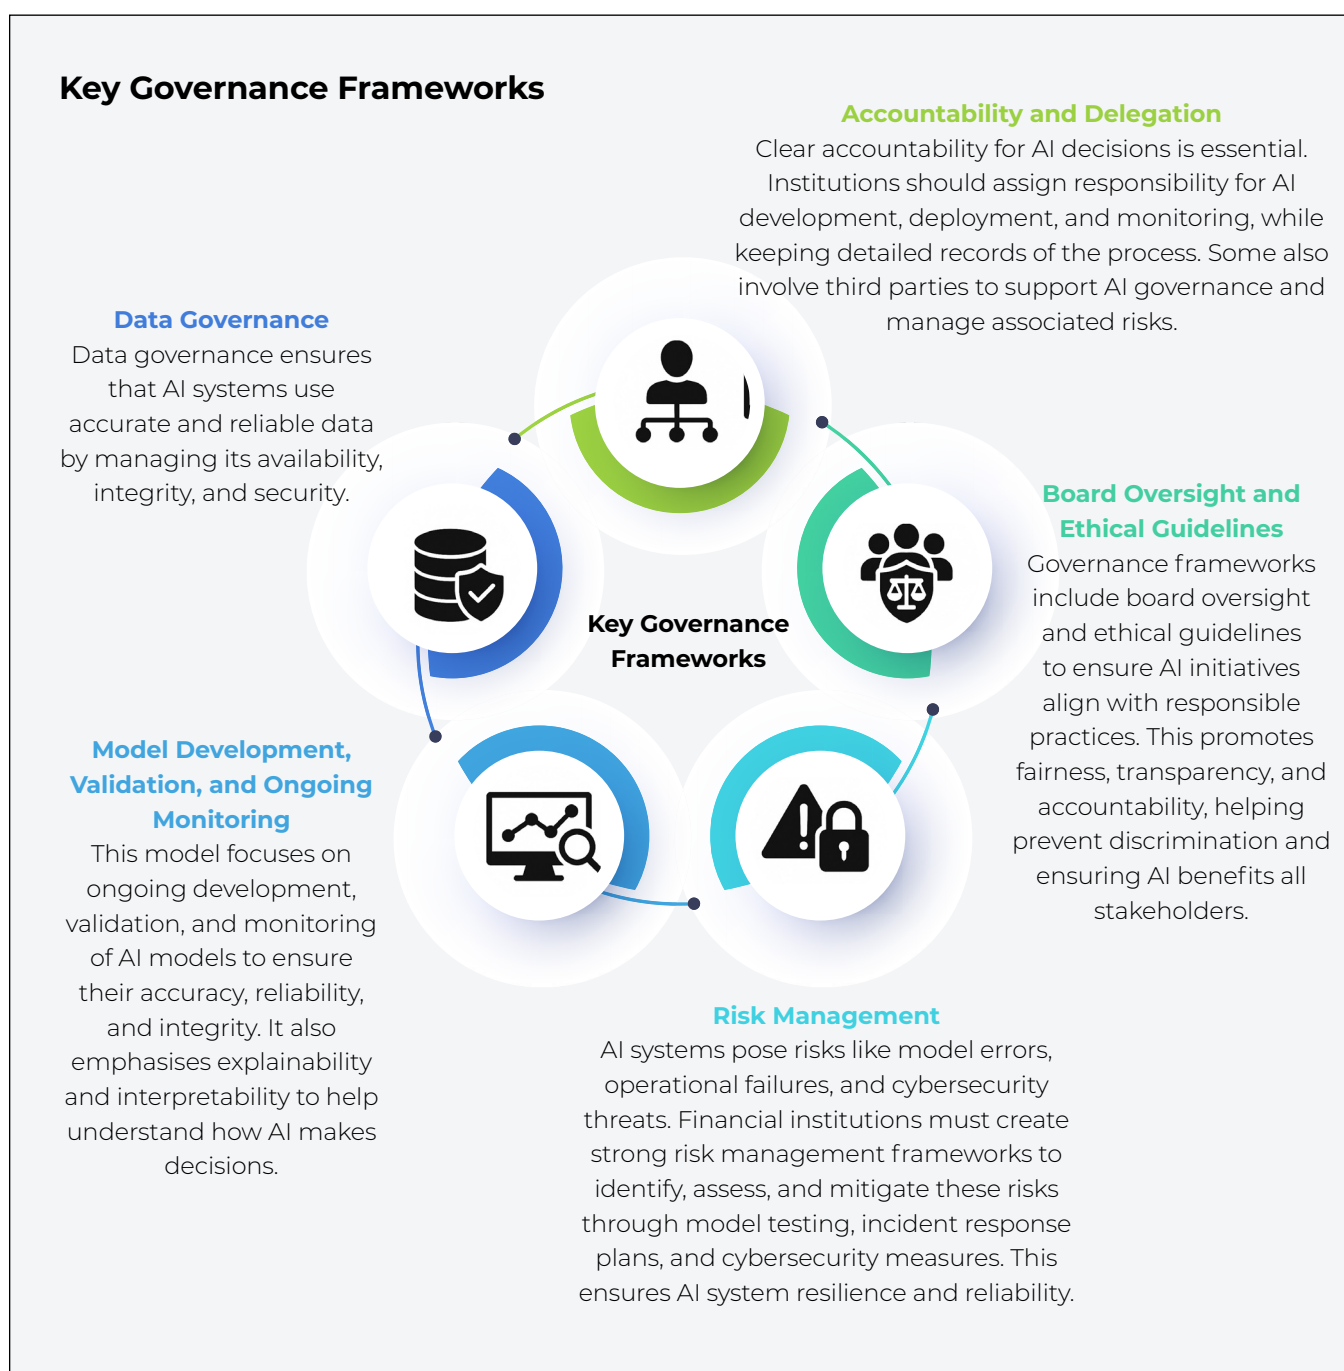 Key Governance Frameworks
Accountability and Delegation
Clear accountability for AI decisions is essential.
Institutions should assign responsibility for AI
development, deployment, and monitoring, while
keeping detailed records of the process. Some also
involve third parties to support AI governance and
manage associated risks.
Data Governance
Data governance ensures
that AI systems use
accurate and reliable data
by managing its availability,
integrity, and security.
Board Oversight and
Ethical Guidelines
Governance frameworks
include board oversight
and ethical guidelines
to ensure AI initiatives
align with responsible
practices. This promotes
fairness, transparency, and
accountability, helping
prevent discrimination and
ensuring AI benefits all
stakeholders.
Key Governance
Frameworks
Model Development,
Validation, and Ongoing
Monitoring
This model focuses on
ongoing development,
validation, and monitoring
of AI models to ensure
their accuracy, reliability,
and integrity. It also
emphasises explainability
and interpretability to help
understand how AI makes
decisions.
Risk Management
AI systems pose risks like model errors,
operational failures, and cybersecurity
threats. Financial institutions must create
strong risk management frameworks to
identify, assess, and mitigate these risks
through model testing, incident response
plans, and cybersecurity measures. This
ensures AI system resilience and reliability.